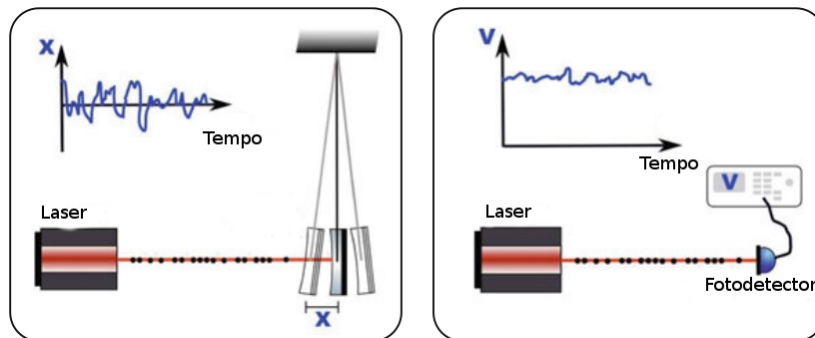 X
Tempo
Laser
X
V
Tempo
V
Laser
Fotodetector